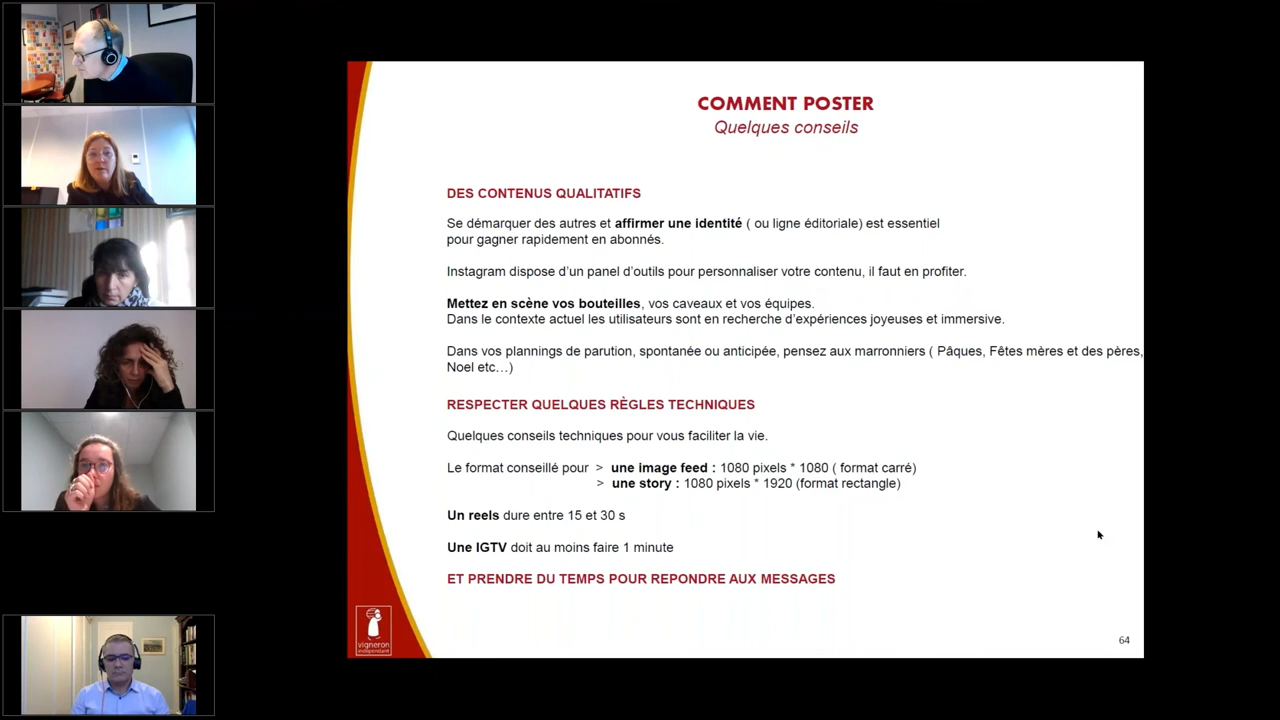 COMMENT POSTER
Quelques conseils
DES CONTENUS QUALITATIFS
Se démarquer des autres et affirmer une identité ( ou ligne éditoriale) est essentiel
pour gagner rapidement en abonnés.
Instagram dispose d'un panel d'outils pour personnaliser votre contenu, il faut en profiter.
Mettez en scène vos bouteilles, vos caveaux et vos équipes.
Dans le contexte actuel les utilisateurs sont en recherche d'expériences joyeuses et immersive.
Dans vos plannings de parution, spontanée ou anticipée, pensez aux marronniers ( Pâques, Fêtes mères et des pères,
Noel etc…)
RESPECTER QUELQUES RÈGLES TECHNIQUES
Quelques conseils techniques pour vous faciliter la vie.
Le format conseillé pour > une image feed : 1080 pixels * 1080 ( format carré)
> une story : 1080 pixels * 1920 (format rectangle)
Un reels dure entre 15 et 30 s
Une IGTV doit au moins faire 1 minute
ET PRENDRE DU TEMPS POUR REPONDRE AUX MESSAGES
vigneron
indépendant
64